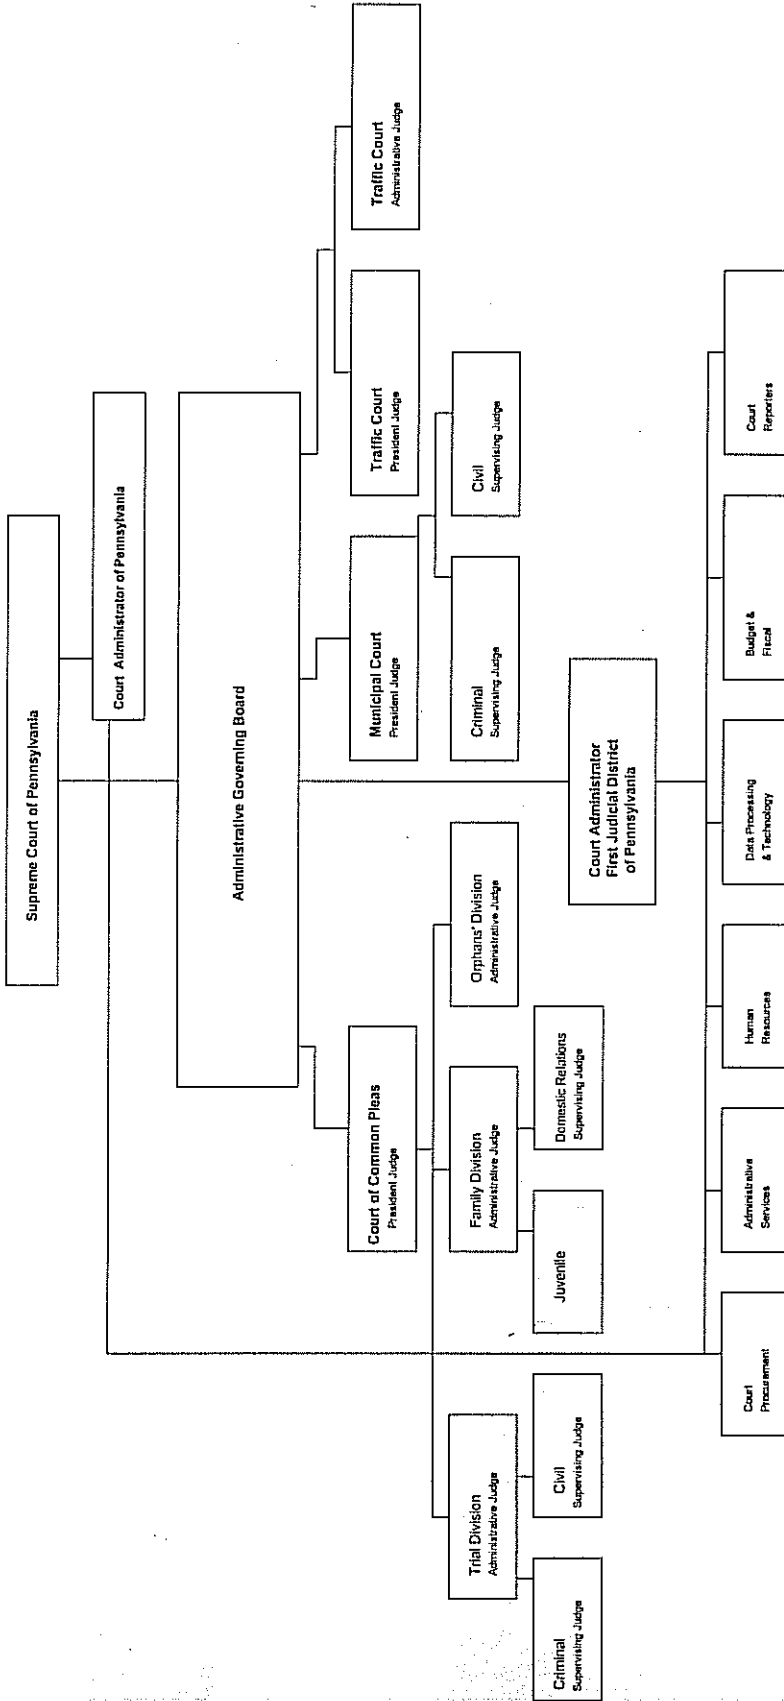 Supreme Court of Pennsylvania
Court Administrator of Pennsylvania
Administrative Governing Board
Court of Common Pleas
President Judge
Municipal Court
President Judge
Traffic Court
President Judge
Traffic Court
Administrative Judge
Trial Division
Administrative Judge
Family Division
Administrative Judge
Orphans' Division
Administrative Judge
Criminal
Supervising Judge
Civil
Supervising Judge
Criminal
Supervising Judge
Civil
Supervising Judge
Juvenile
Domestic Relations
Supervising Judge
Court Administrator
First Judicial District
of Pennsylvania
Court
Procurement
Administrative
Services
Human
Resources
Data Processing
& Technology
Budget &
Fiscal
Court
Reporters